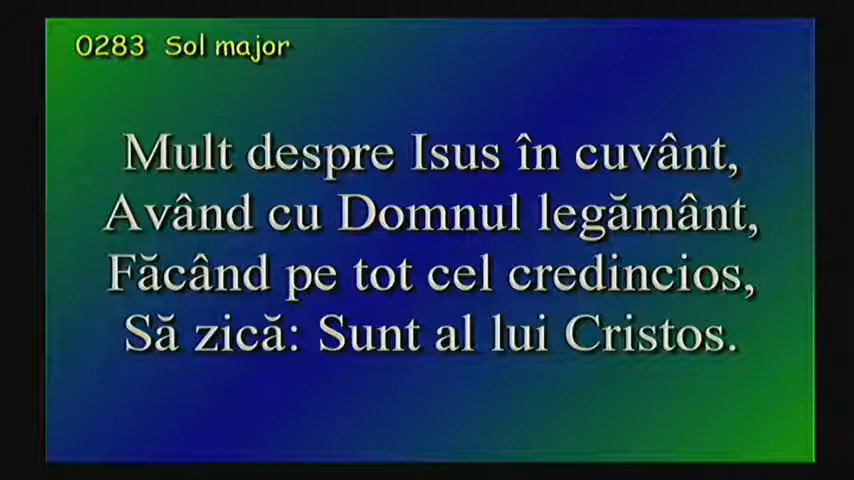 0283 Sol major
Mult despre Isus în cuvânt,
Având cu Domnul legământ,
Făcând pe tot cel credincios,
Să zică: Sunt al lui Cristos.